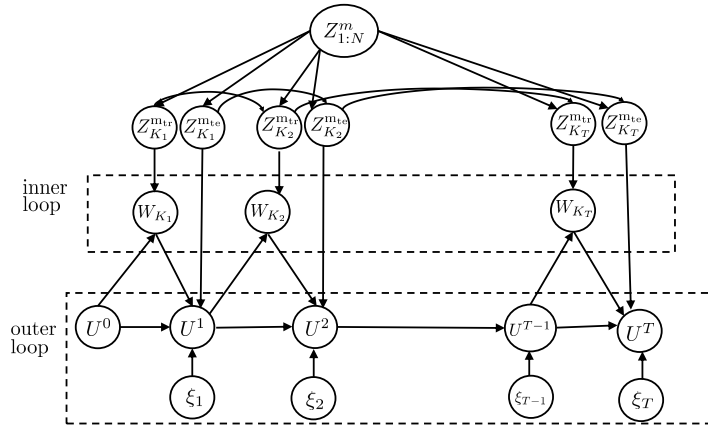 Z^m_{1:N}
Z^{m_tr}_{K_1} Z^{m_te}_{K_1} Z^{m_tr}_{K_2} Z^{m_te}_{K_2} Z^{m_tr}_{K_T} Z^{m_te}_{K_T}
inner
loop
W_{K_1} W_{K_2} W_{K_T}
outer
loop
U^0 U^1 U^2 U^{T-1} U^T
ξ_1 ξ_2 ξ_{T-1} ξ_T